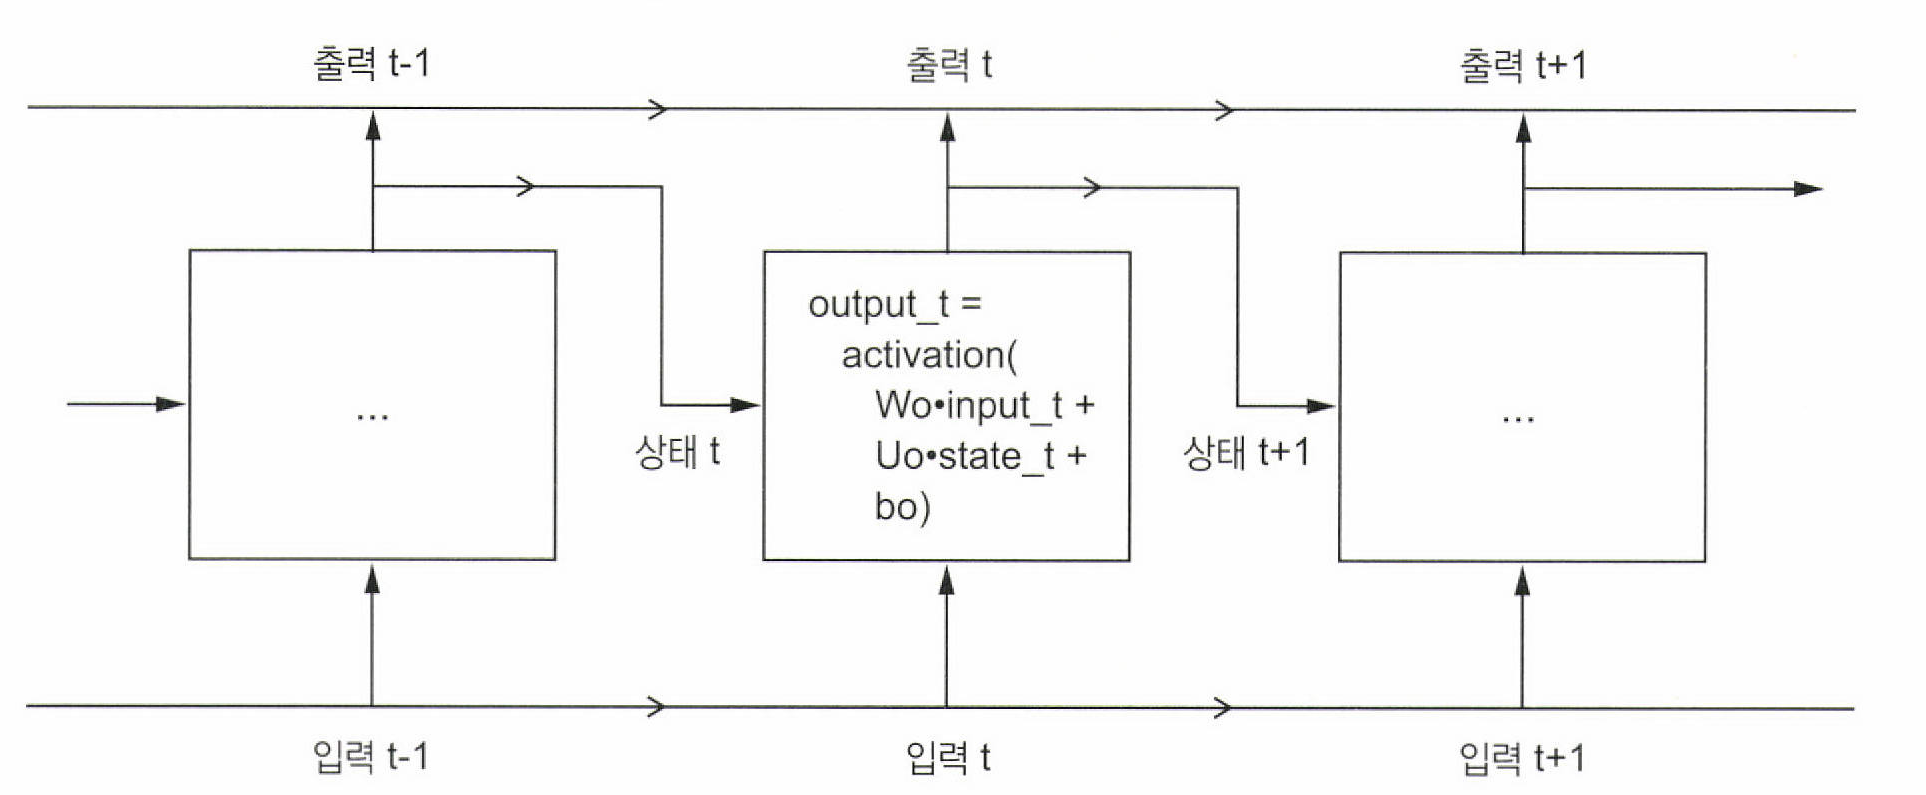 출력 t-1
출력 t
출력 t+1
...
output_t =
activation(
Wo•input_t +
Uo•state_t +
bo)
...
상태 t
상태 t+1
입력 t-1
입력 t
입력 t+1